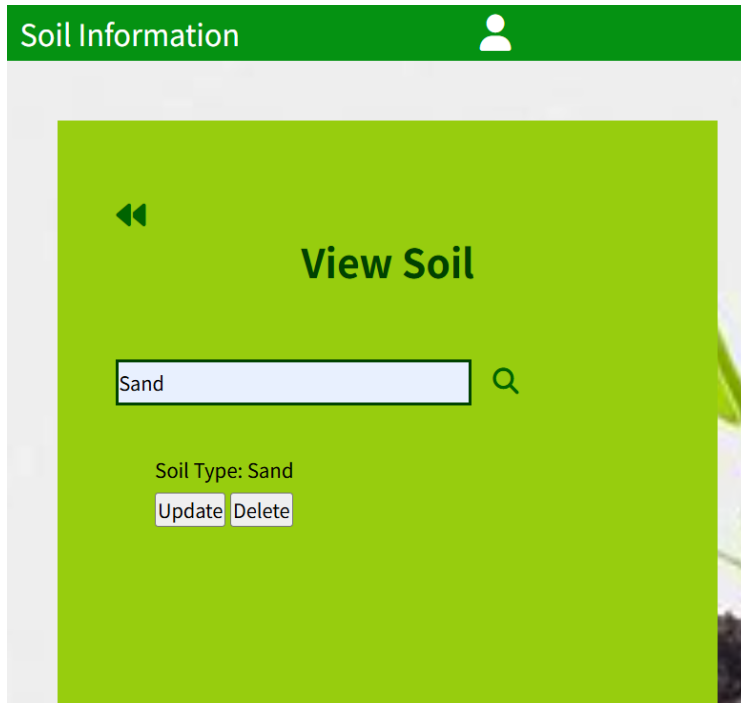 Soil Information
View Soil
Sand
Soil Type: Sand
Update Delete